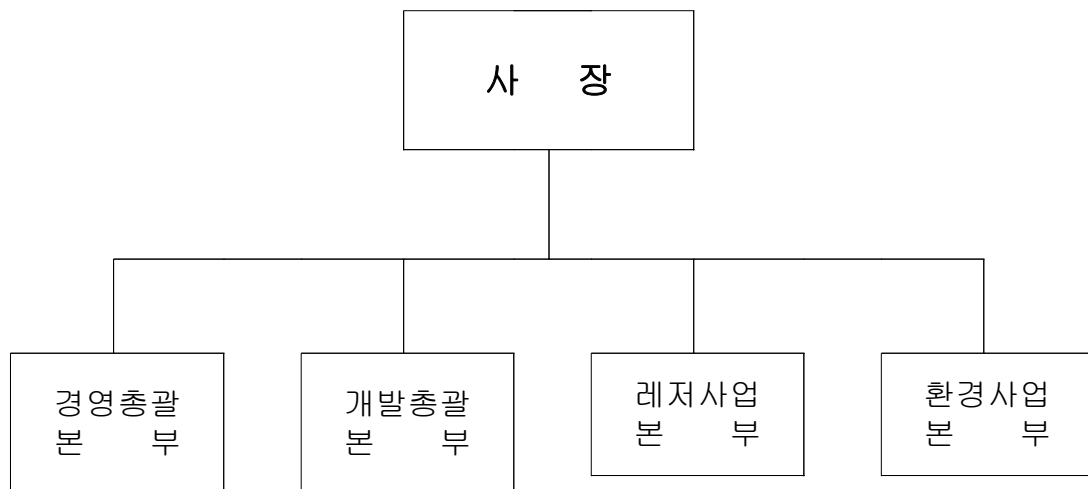 사 장
경영총괄
본 부
개발총괄
본 부
레저사업
본 부
환경사업
본 부